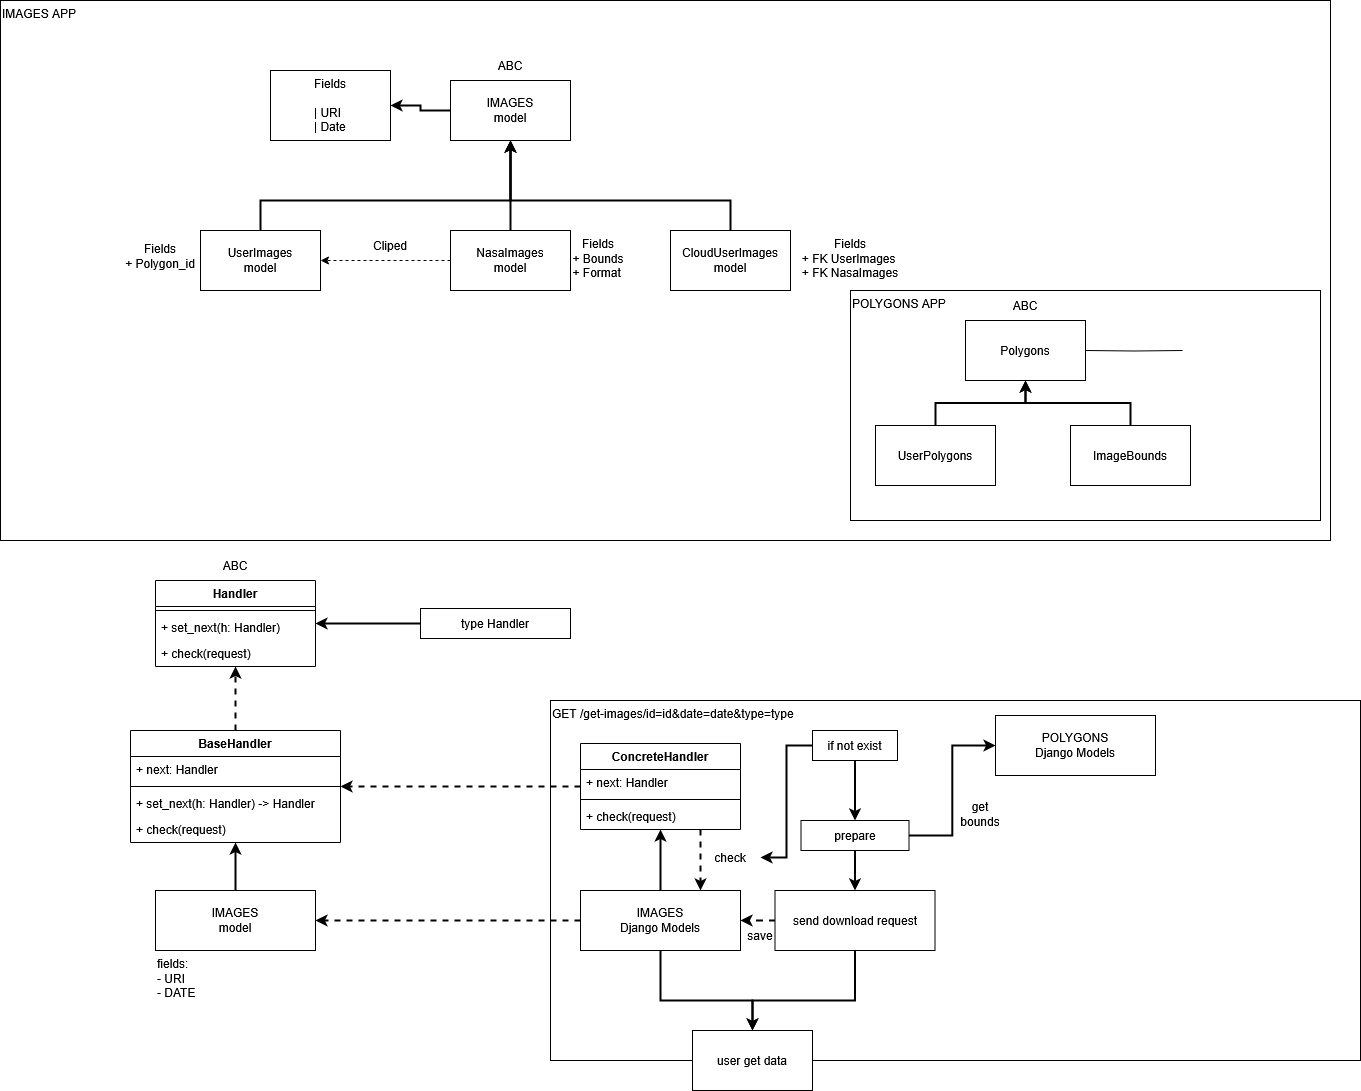 IMAGES APP
ABC
Fields
| URI
| Date
IMAGES
model
Fields
+ Polygon_id
UserImages
model
Cliped
NasaImages
model
Fields
+ Bounds
+ Format
CloudUserImages
model
Fields
+ FK UserImages
+ FK NasaImages
POLYGONS APP
ABC
Polygons
UserPolygons
ImageBounds
ABC
Handler
+ set_next(h: Handler)
+ check(request)
type Handler
BaseHandler
+ next: Handler
+ set_next(h: Handler) -> Handler
+ check(request)
IMAGES
model
fields:
- URI
- DATE
GET /get-images/id=id&date=date&type=type
ConcreteHandler
+ next: Handler
+ check(request)
if not exist
POLYGONS
Django Models
get
bounds
prepare
check
IMAGES
Django Models
save
send download request
user get data